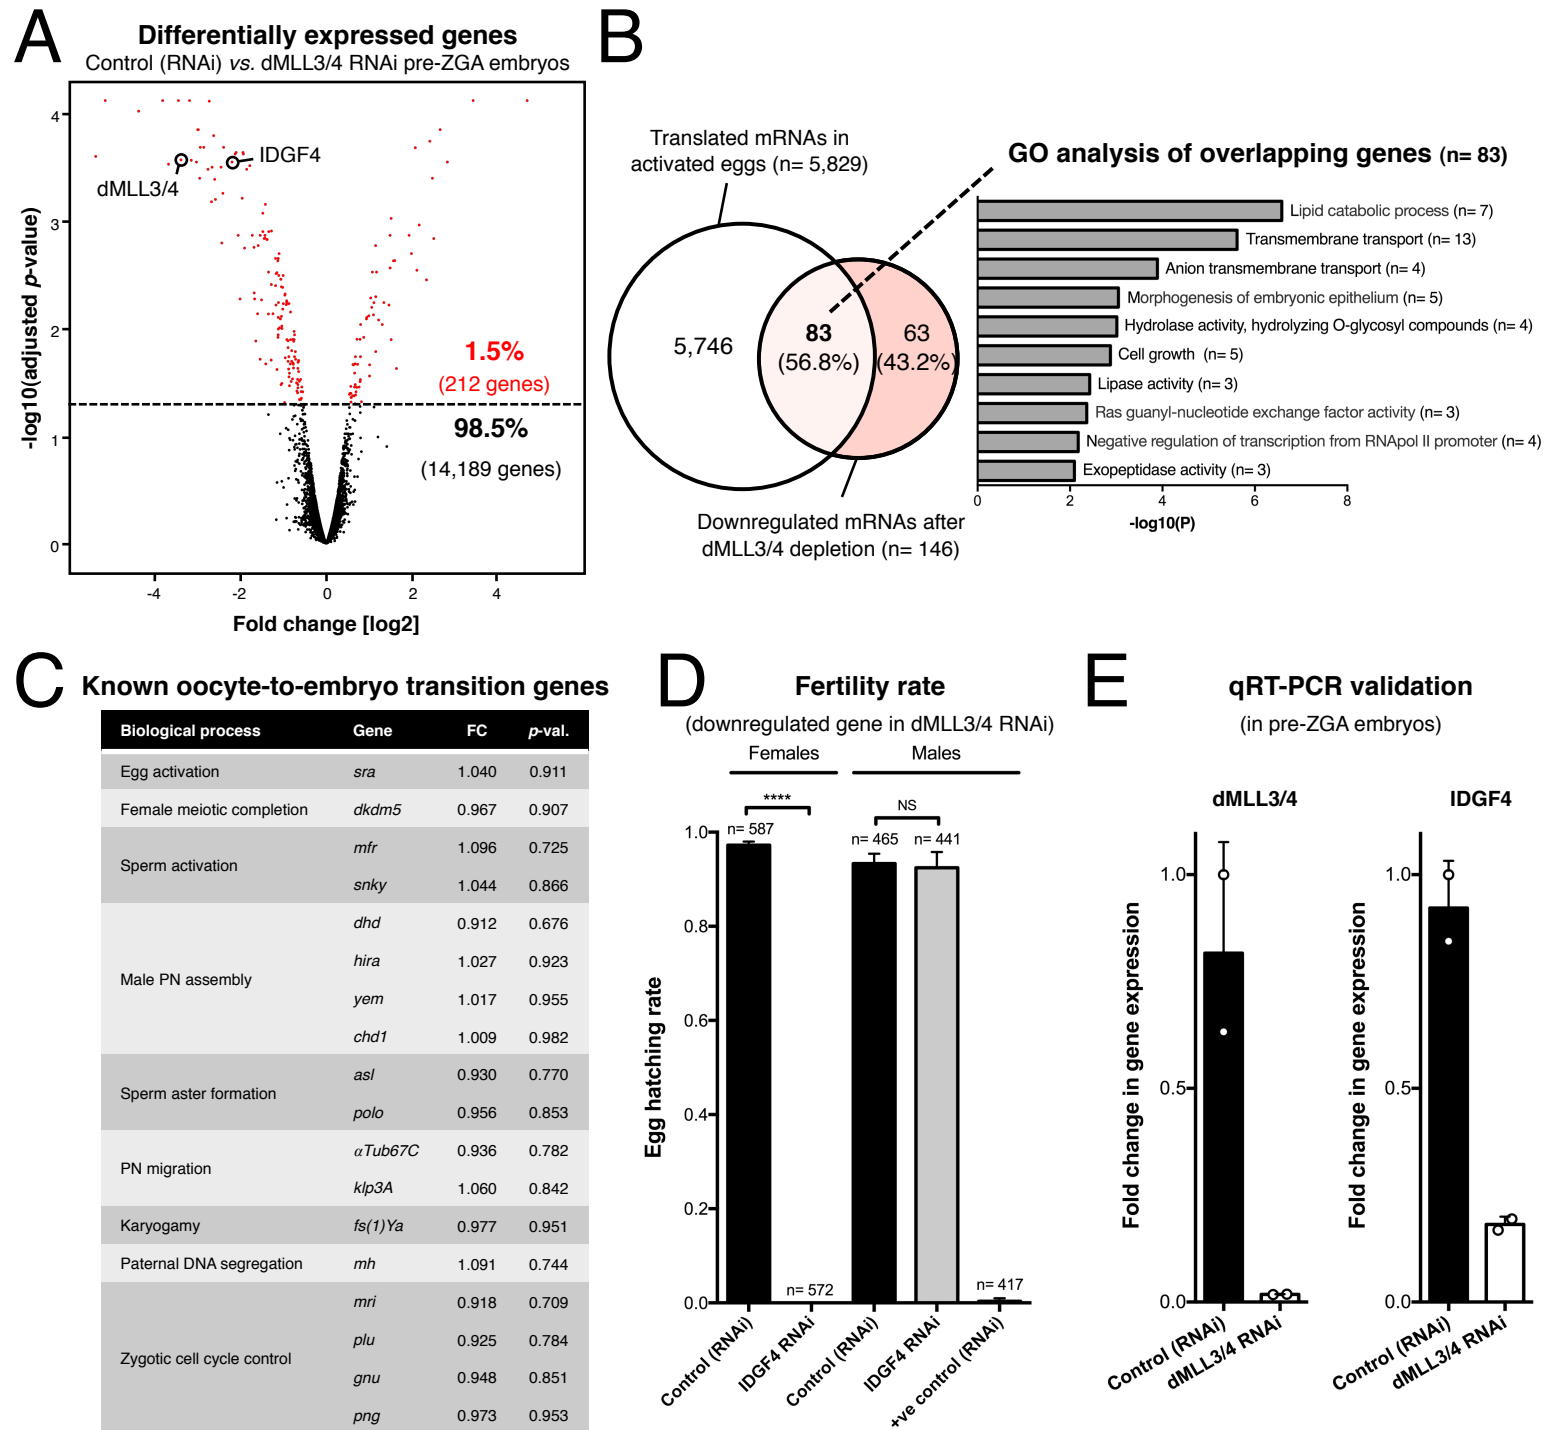 A
Differentially expressed genes
Control (RNAi) vs. dMLL3/4 RNAi pre-ZGA embryos
-log10(adjusted p-value)
4
3
2
1
0
IDGF4
dMLL3/4
1.5%
(212 genes)
98.5%
(14,189 genes)
-4 -2 0 2 4
Fold change [log2]
B
Translated mRNAs in
activated eggs (n= 5,829)
5,746
83
(56.8%)
63
(43.2%)
Downregulated mRNAs after
dMLL3/4 depletion (n= 146)
GO analysis of overlapping genes (n= 83)
Lipid catabolic process (n= 7)
Transmembrane transport (n= 13)
Anion transmembrane transport (n= 4)
Morphogenesis of embryonic epithelium (n= 5)
Hydrolase activity, hydrolyzing O-glycosyl compounds (n= 4)
Cell growth (n= 5)
Lipase activity (n= 3)
Ras guanyl-nucleotide exchange factor activity (n= 3)
Negative regulation of transcription from RNApol II promoter (n= 4)
Exopeptidase activity (n= 3)
0 2 4 6 8
-log10(P)
C
Known oocyte-to-embryo transition genes
Biological process Gene FC p-val.
Egg activation sra 1.040 0.911
Female meiotic completion dkdm5 0.967 0.907
Sperm activation
mfr 1.096 0.725
snky 1.044 0.866
Male PN assembly
dhd 0.912 0.676
hira 1.027 0.923
yem 1.017 0.955
chd1 1.009 0.982
Sperm aster formation
asl 0.930 0.770
polo 0.956 0.853
PN migration
αTub67C 0.936 0.782
klp3A 1.060 0.842
Karyogamy fs(1)Ya 0.977 0.951
Paternal DNA segregation mh 1.091 0.744
Zygotic cell cycle control
mri 0.918 0.709
plu 0.925 0.784
gnu 0.948 0.851
png 0.973 0.953
D
Fertility rate
(downregulated gene in dMLL3/4 RNAi)
Females Males
**** NS
n= 587 n= 465 n= 441
n= 572 n= 417
Egg hatching rate
1.0
0.8
0.6
0.4
0.2
0.0
Control (RNAi)
IDGF4 RNAi
Control (RNAi)
IDGF4 RNAi
+ve control (RNAi)
E
qRT-PCR validation
(in pre-ZGA embryos)
dMLL3/4
Fold change in gene expression
1.0
0.5
0.0
Control (RNAi)
dMLL3/4 RNAi
IDGF4
Fold change in gene expression
1.0
0.5
0.0
Control (RNAi)
dMLL3/4 RNAi